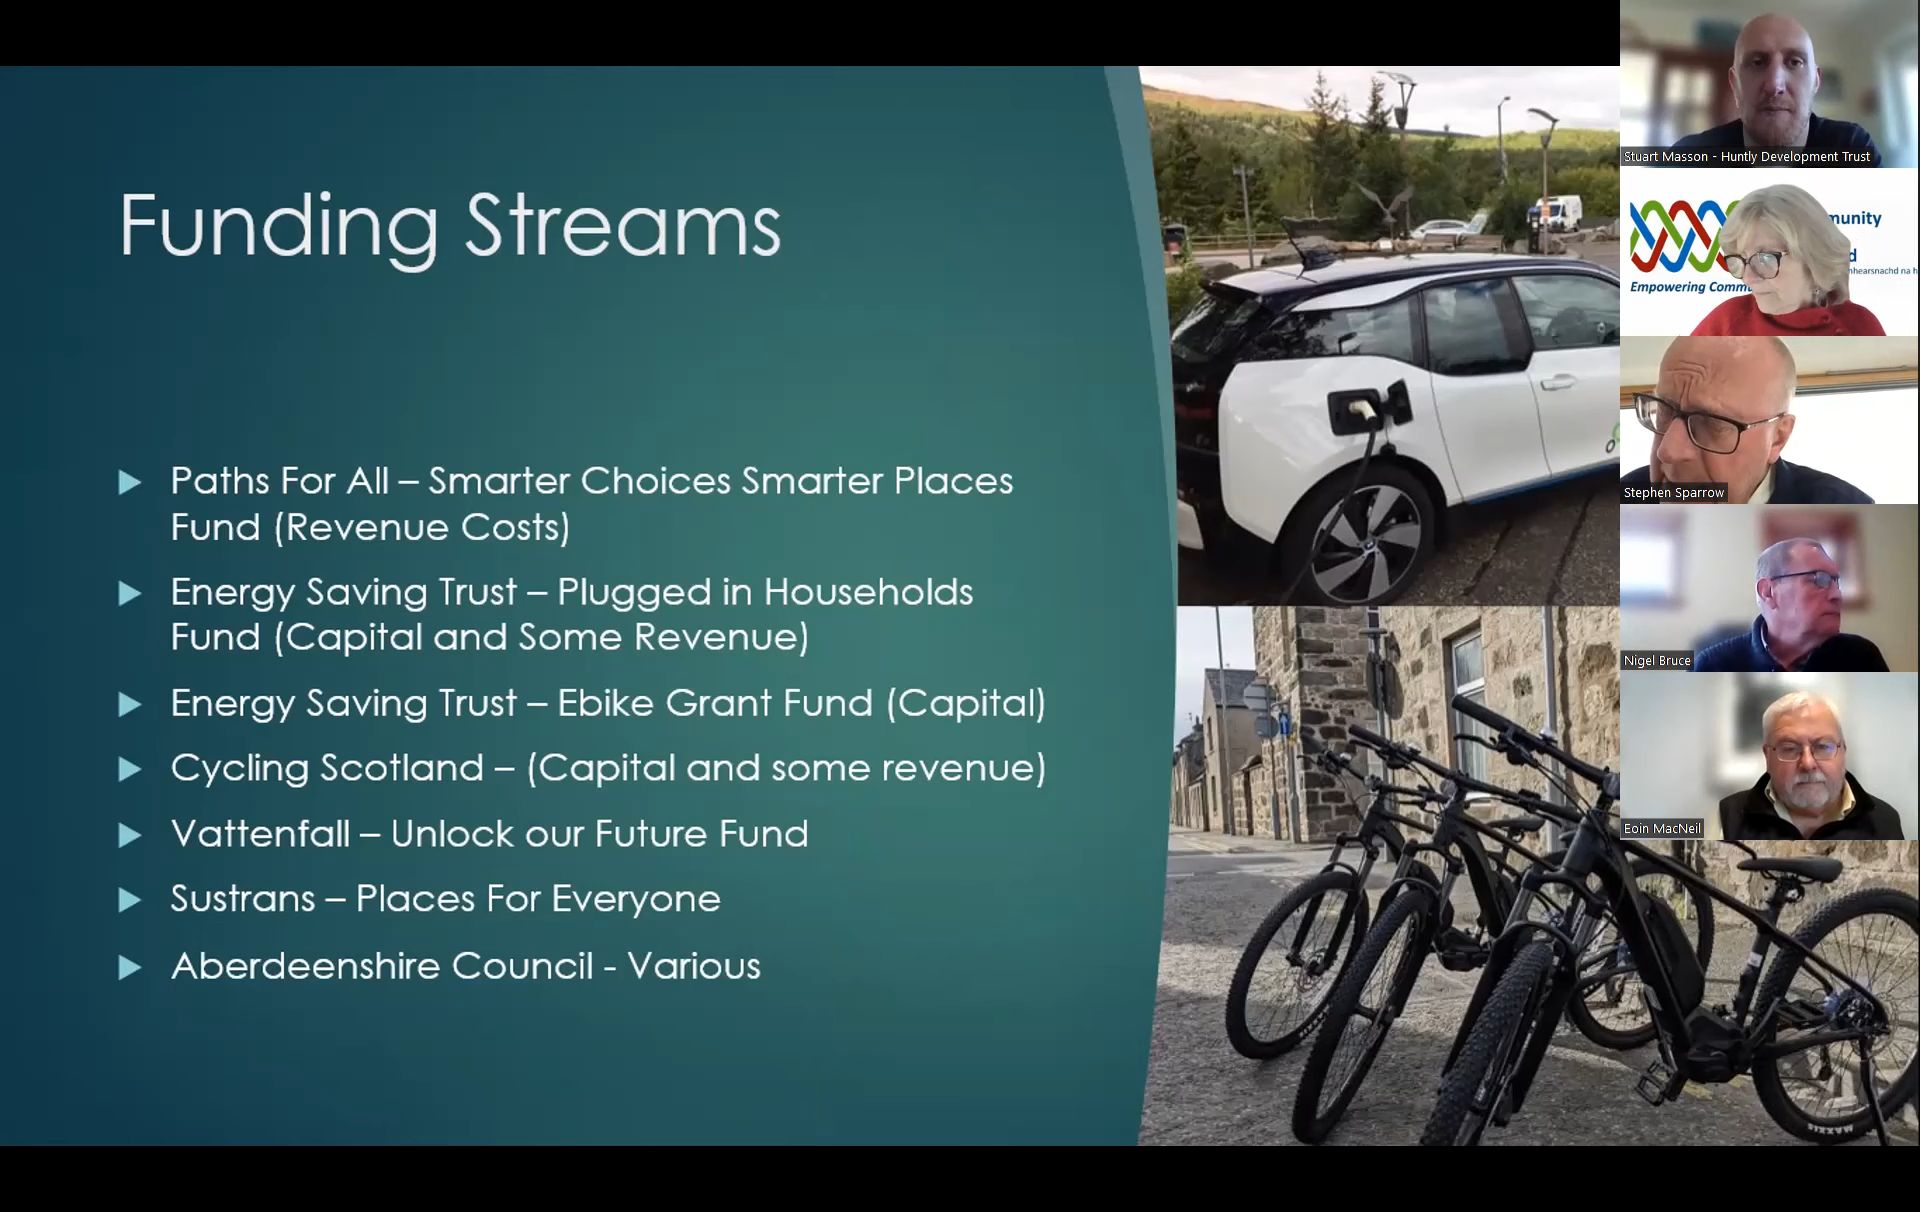 Funding Streams
Paths For All – Smarter Choices Smarter Places
Fund (Revenue Costs)
Energy Saving Trust – Plugged in Households
Fund (Capital and Some Revenue)
Energy Saving Trust – Ebike Grant Fund (Capital)
Cycling Scotland – (Capital and some revenue)
Vattenfall – Unlock our Future Fund
Sustrans – Places For Everyone
Aberdeenshire Council - Various
Stuart Masson - Huntly Development Trust
Empowering
Stephen Sparrow
Nigel Bruce
Eoin MacNeil
MAXXIS